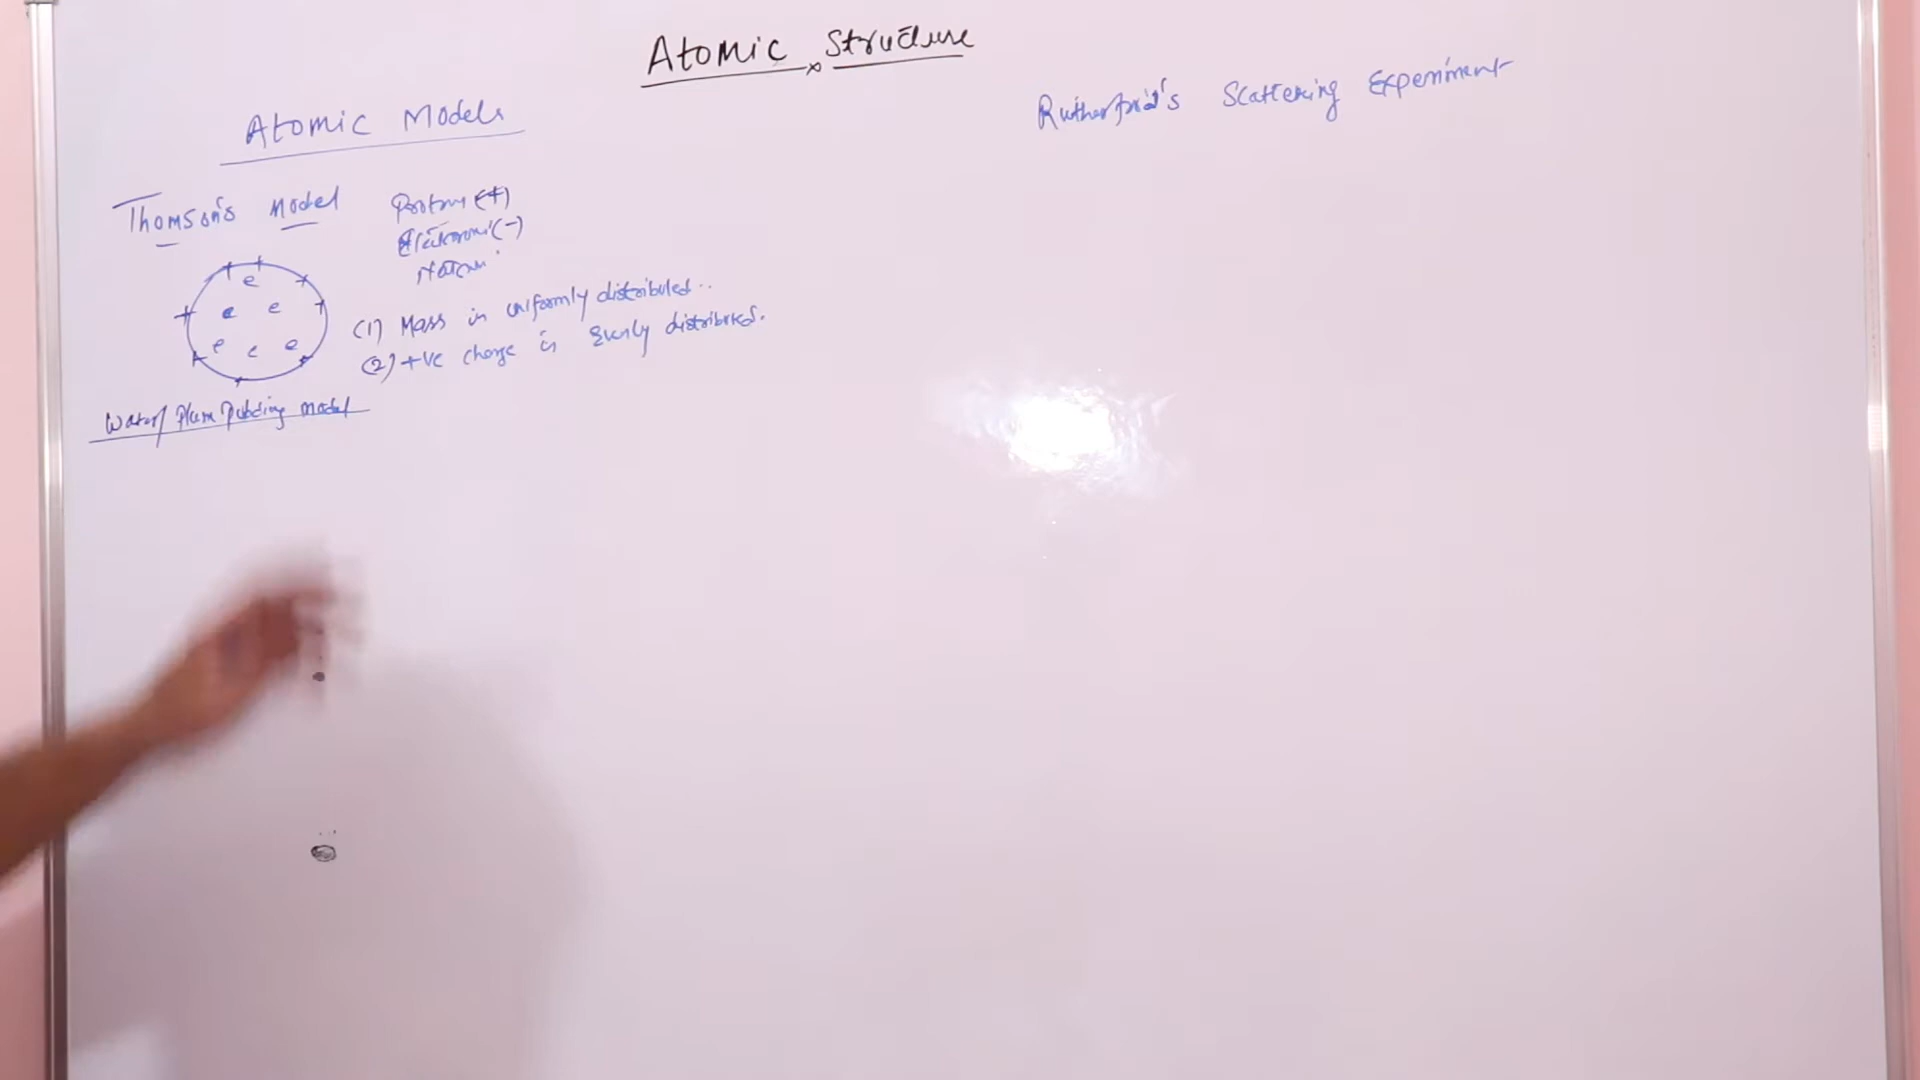 Atomic Structure
Atomic Models
Thomson's Model
Protons (+)
Electrons (-)
e
e e
e e e
(1) Mass is uniformly distributed..
(2) +ve charge is evenly distributed.
Water/ Plum Pudding Model
Rutherford's Scattering Experiment